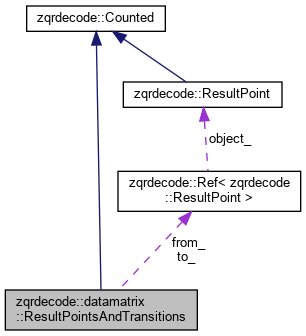 zqrdecode::Counted
zqrdecode::ResultPoint
object_
zqrdecode::Ref< zqrdecode
::ResultPoint >
from_
to_
zqrdecode::datamatrix
::ResultPointsAndTransitions